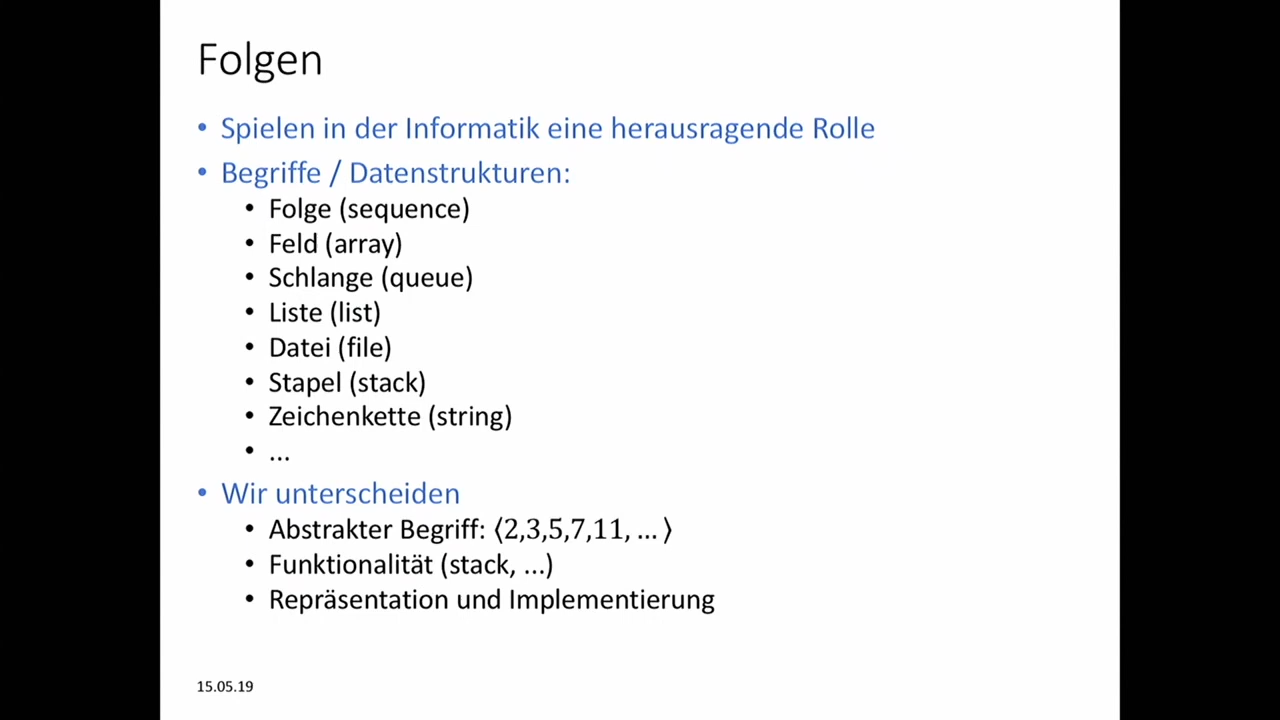 Folgen
• Spielen in der Informatik eine herausragende Rolle
• Begriffe / Datenstrukturen:
• Folge (sequence)
• Feld (array)
• Schlange (queue)
• Liste (list)
• Datei (file)
• Stapel (stack)
• Zeichenkette (string)
• ...
• Wir unterscheiden
• Abstrakter Begriff: ⟨2,3,5,7,11, … ⟩
• Funktionalität (stack, ...)
• Repräsentation und Implementierung
15.05.19